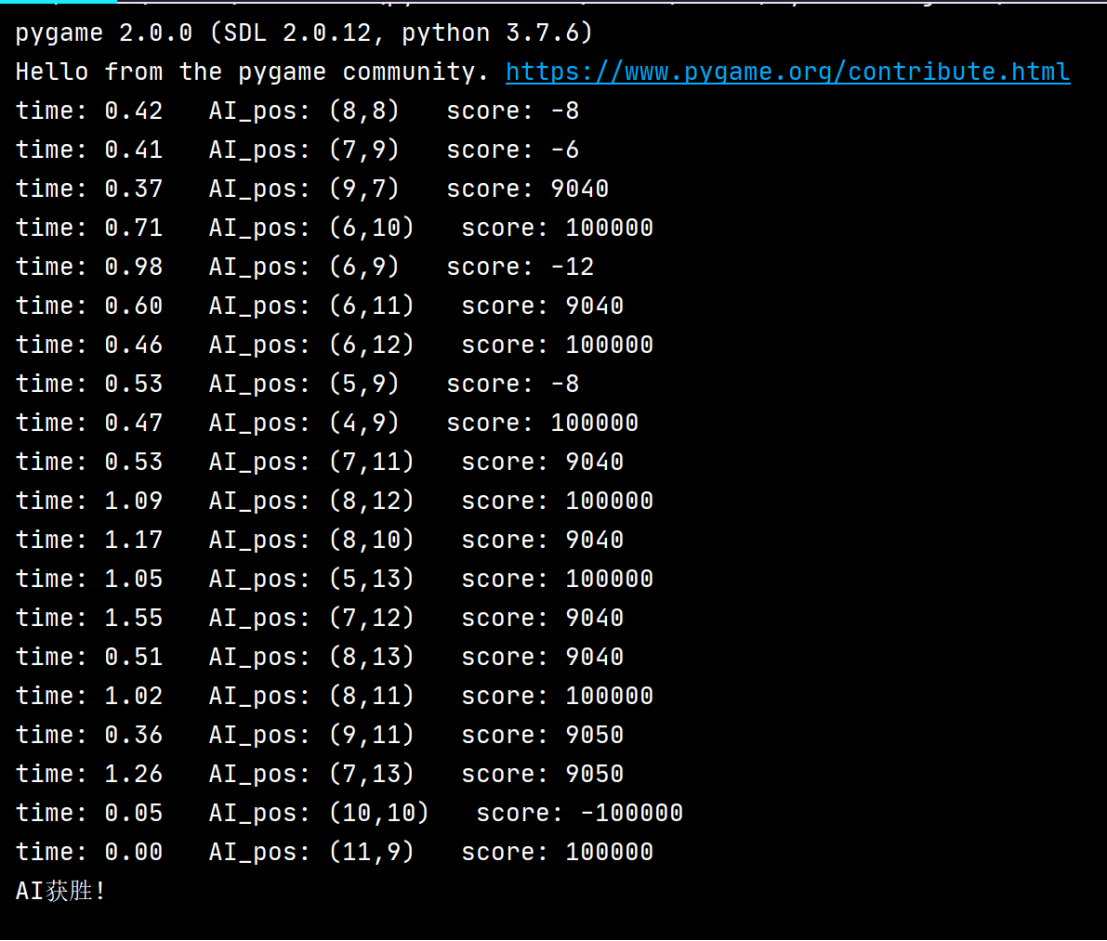 pygame 2.0.0 (SDL 2.0.12, python 3.7.6)
Hello from the pygame community. https://www.pygame.org/contribute.html
time: 0.42   AI_pos: (8,8)   score: -8
time: 0.41   AI_pos: (7,9)   score: -6
time: 0.37   AI_pos: (9,7)   score: 9040
time: 0.71   AI_pos: (6,10)   score: 100000
time: 0.98   AI_pos: (6,9)   score: -12
time: 0.60   AI_pos: (6,11)   score: 9040
time: 0.46   AI_pos: (6,12)   score: 100000
time: 0.53   AI_pos: (5,9)   score: -8
time: 0.47   AI_pos: (4,9)   score: 100000
time: 0.53   AI_pos: (7,11)   score: 9040
time: 1.09   AI_pos: (8,12)   score: 100000
time: 1.17   AI_pos: (8,10)   score: 9040
time: 1.05   AI_pos: (5,13)   score: 100000
time: 1.55   AI_pos: (7,12)   score: 9040
time: 0.51   AI_pos: (8,13)   score: 9040
time: 1.02   AI_pos: (8,11)   score: 100000
time: 0.36   AI_pos: (9,11)   score: 9050
time: 1.26   AI_pos: (7,13)   score: 9050
time: 0.05   AI_pos: (10,10)   score: -100000
time: 0.00   AI_pos: (11,9)   score: 100000
AI获胜!